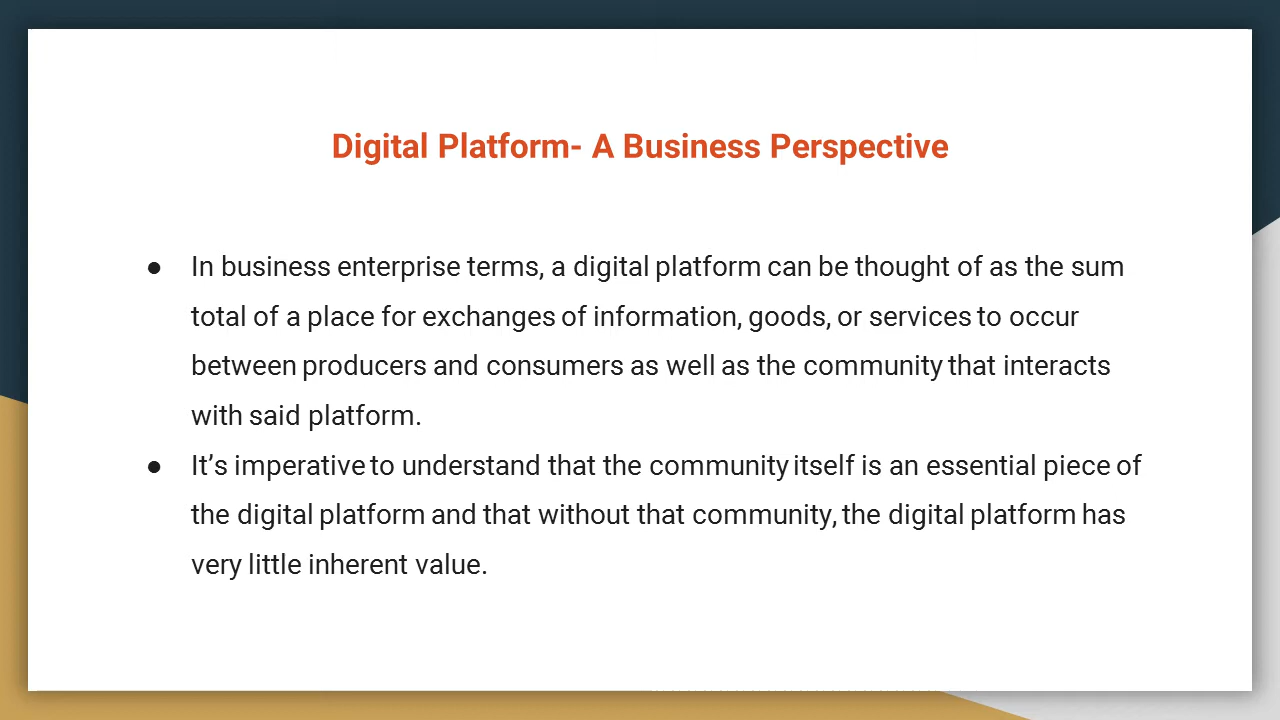 Digital Platform- A Business Perspective
● In business enterprise terms, a digital platform can be thought of as the sum
total of a place for exchanges of information, goods, or services to occur
between producers and consumers as well as the community that interacts
with said platform.
● It’s imperative to understand that the community itself is an essential piece of
the digital platform and that without that community, the digital platform has
very little inherent value.